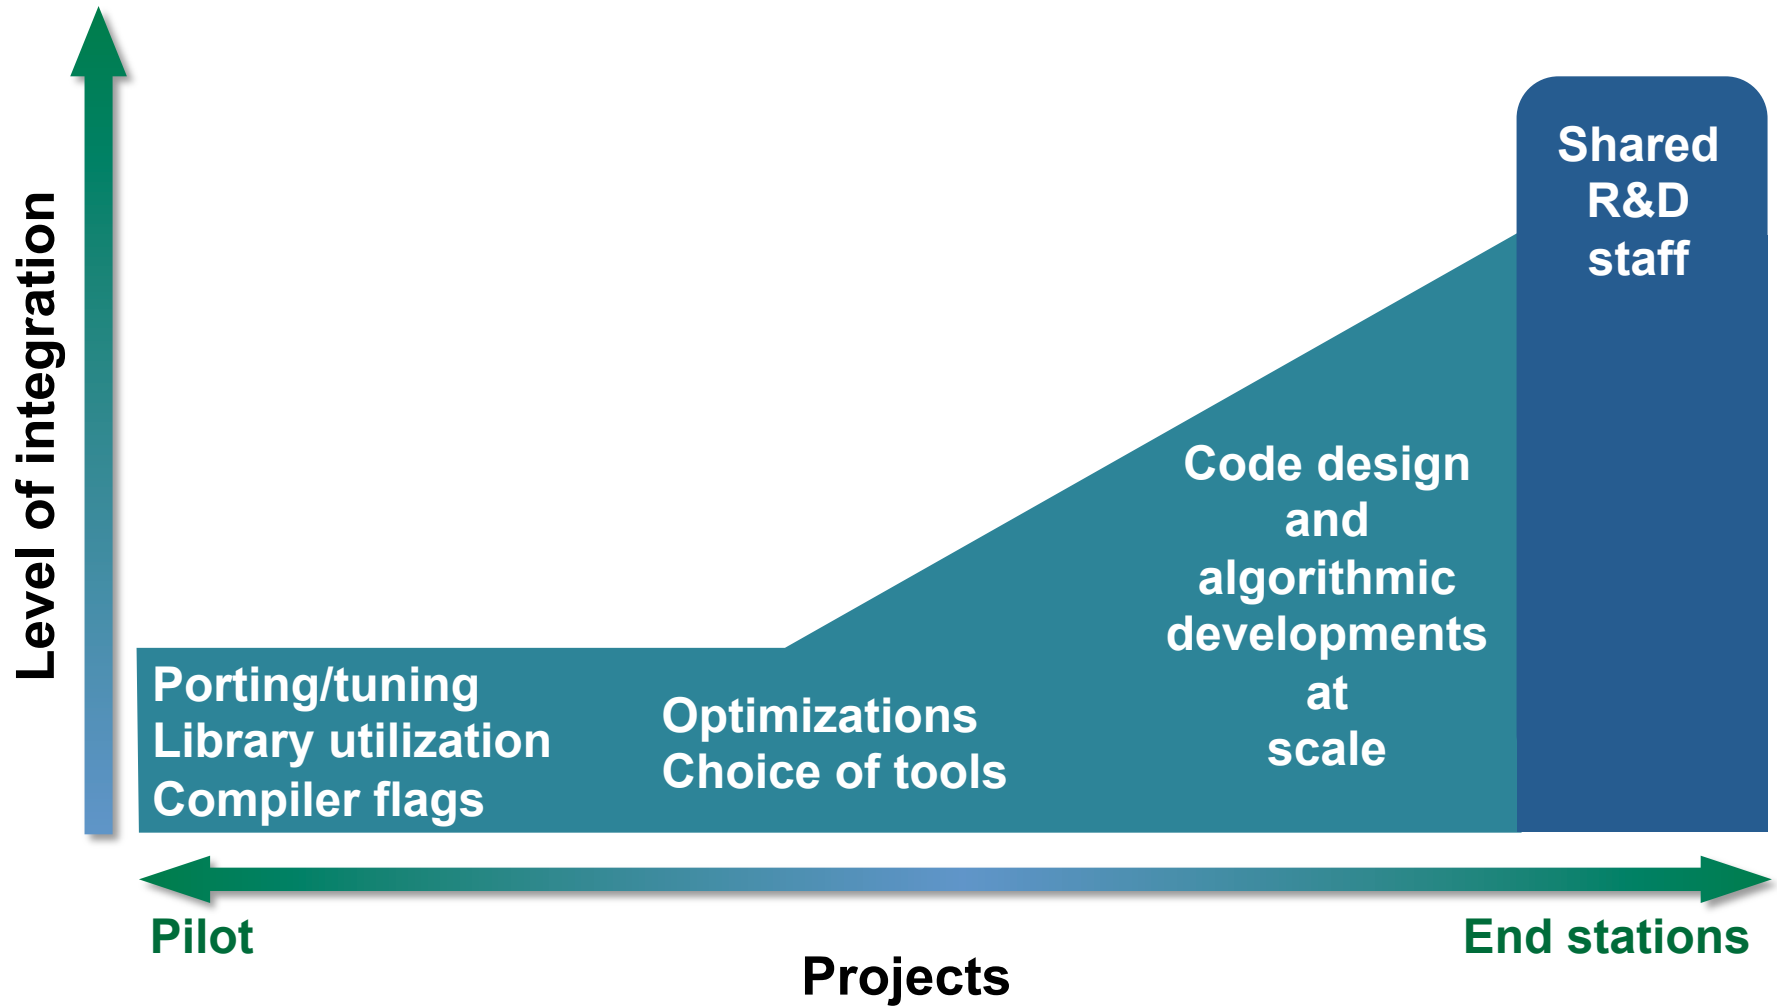 Level of integration
Shared
R&D
staff
Code design
and
algorithmic
developments
at
scale
Porting/tuning
Library utilization
Compiler flags
Optimizations
Choice of tools
Pilot
End stations
Projects